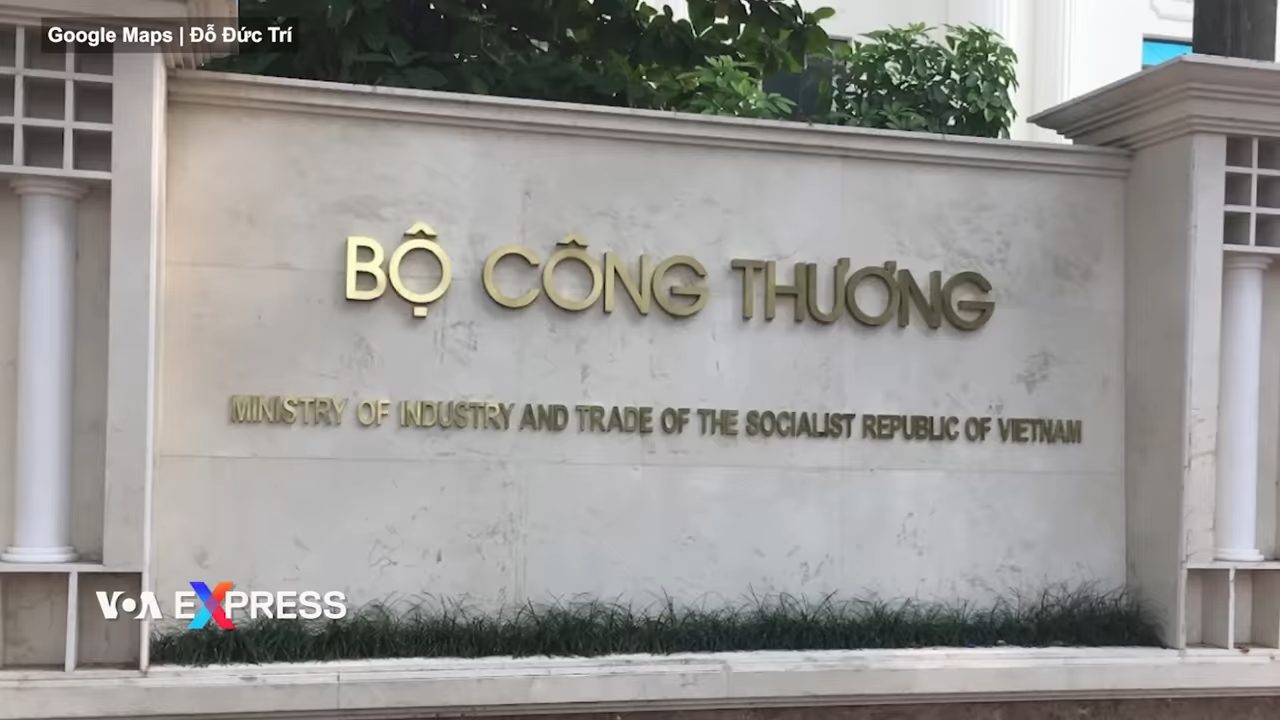 Google Maps | Đỗ Đức Trí
BỘ CÔNG THƯƠNG
MINISTRY OF INDUSTRY AND TRADE OF THE SOCIALIST REPUBLIC OF VIETNAM
VOA EXPRESS